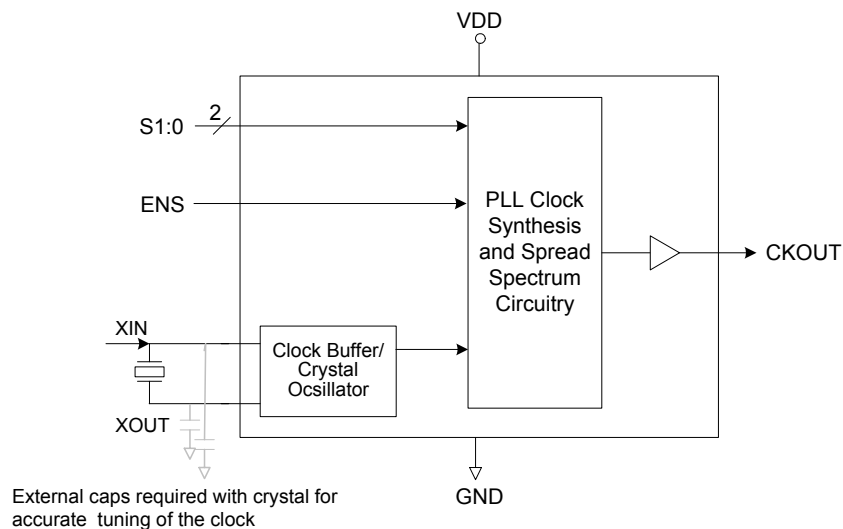 VDD
S1:0
2
ENS
PLL Clock
Synthesis
and Spread
Spectrum
Circuitry
CKOUT
XIN
Clock Buffer/
Crystal
Ocsillator
XOUT
GND
External caps required with crystal for
accurate tuning of the clock